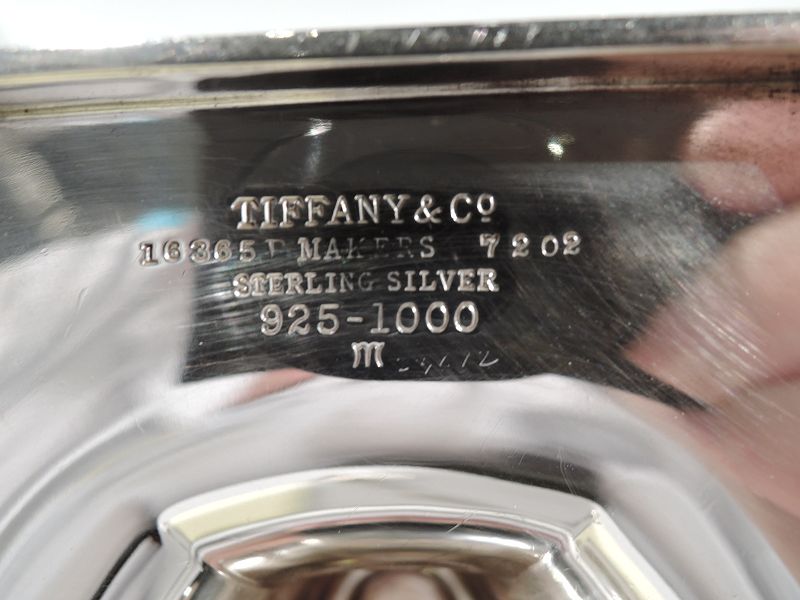 TIFFANY & Cº
16365 MAKERS 7202
STERLING SILVER
925-1000
m